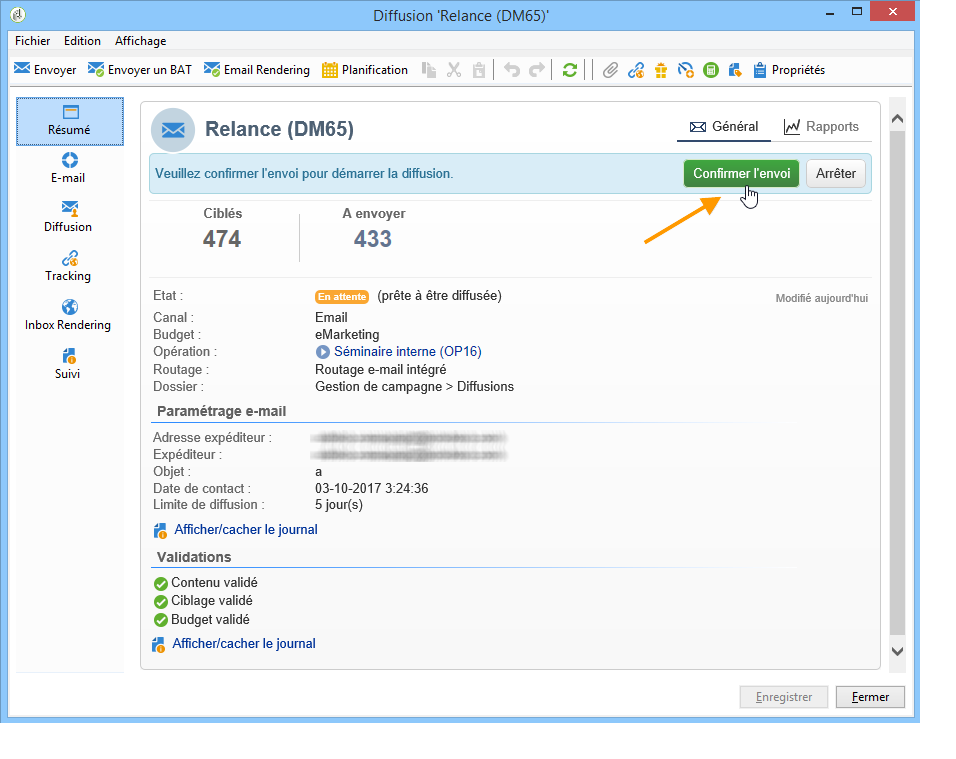 Diffusion 'Relance (DM65)'
Fichier Edition Affichage
Envoyer Envoyer un BAT Email Rendering Planification Propriétés
Résumé
E-mail
Diffusion
Tracking
Inbox Rendering
Suivi
Relance (DM65) Général Rapports
Veuillez confirmer l'envoi pour démarrer la diffusion. Confirmer l'envoi Arrêter
Ciblés A envoyer
474 433
Etat : En attente (prête à être diffusée) Modifié aujourd'hui
Canal : Email
Budget : eMarketing
Opération : Séminaire interne (OP16)
Routage : Routage e-mail intégré
Dossier : Gestion de campagne > Diffusions
Paramétrage e-mail
Adresse expéditeur :
Expéditeur :
Objet : a
Date de contact : 03-10-2017 3:24:36
Limite de diffusion : 5 jour(s)
Afficher/cacher le journal
Validations
Contenu validé
Ciblage validé
Budget validé
Afficher/cacher le journal
Enregistrer Fermer